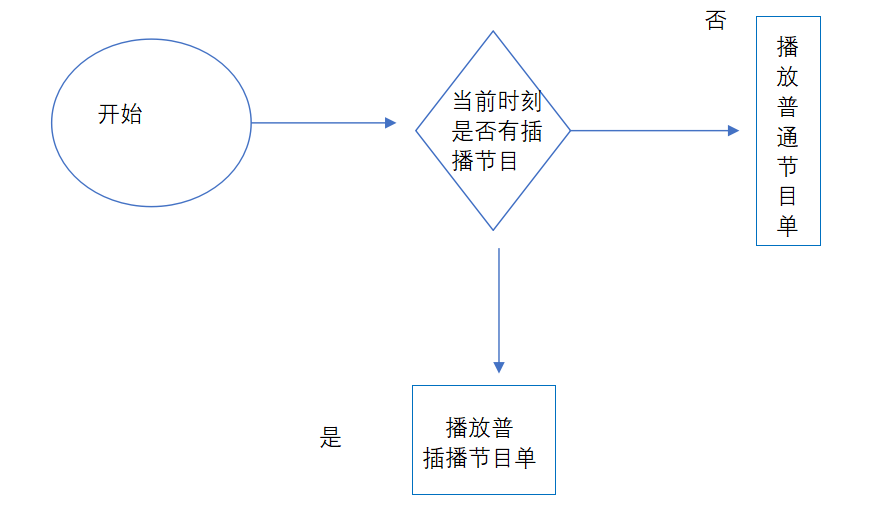 开始
当前时刻
是否有插
播节目
否
播
放
普
通
节
目
单
是
播放普
插播节目单